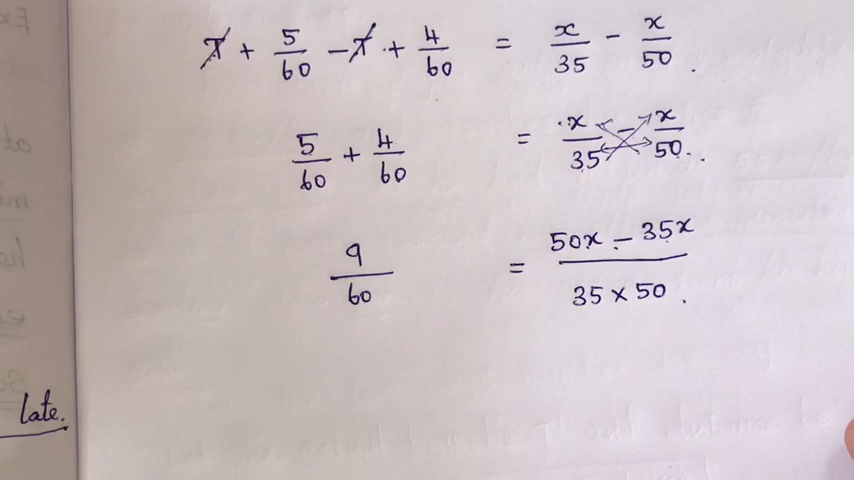 T + 5/60 - T + 4/60 = x/35 - x/50.
5/60 + 4/60 = x/35 - x/50.
9/60 = 50x - 35x / 35 × 50.
late.